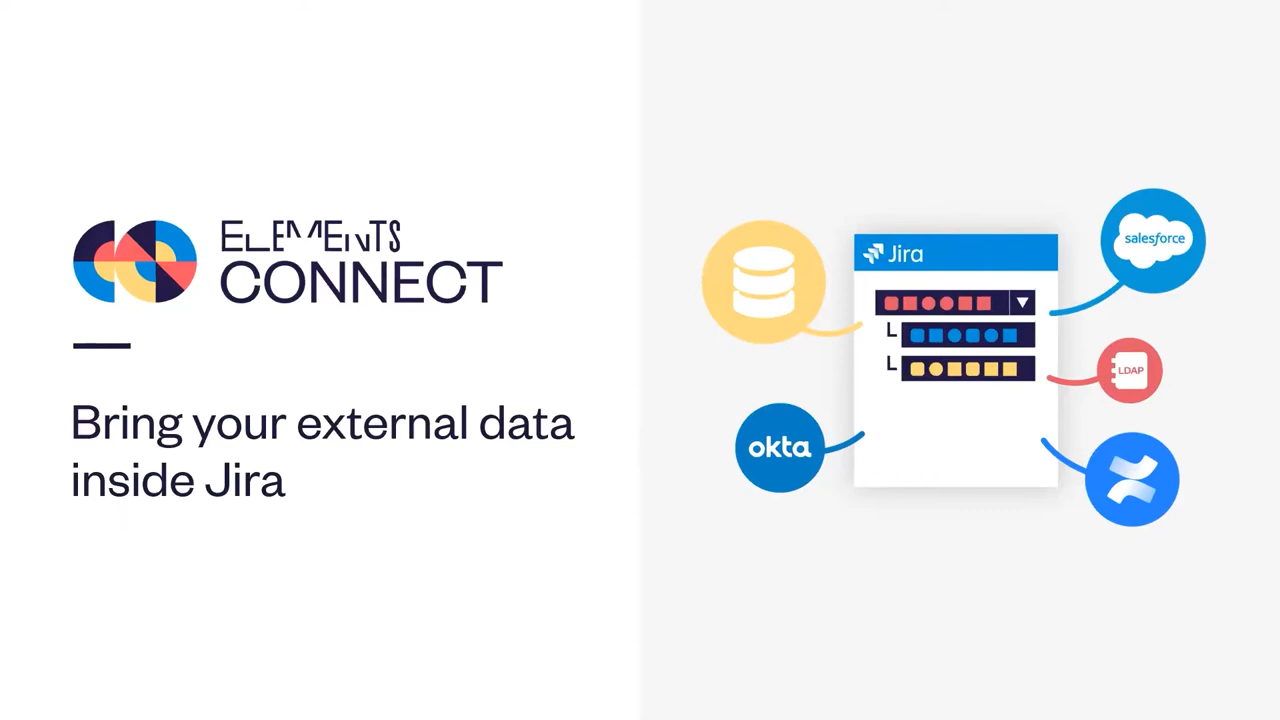 ELEMENTS
CONNECT
Bring your external data
inside Jira
Jira
salesforce
LDAP
okta